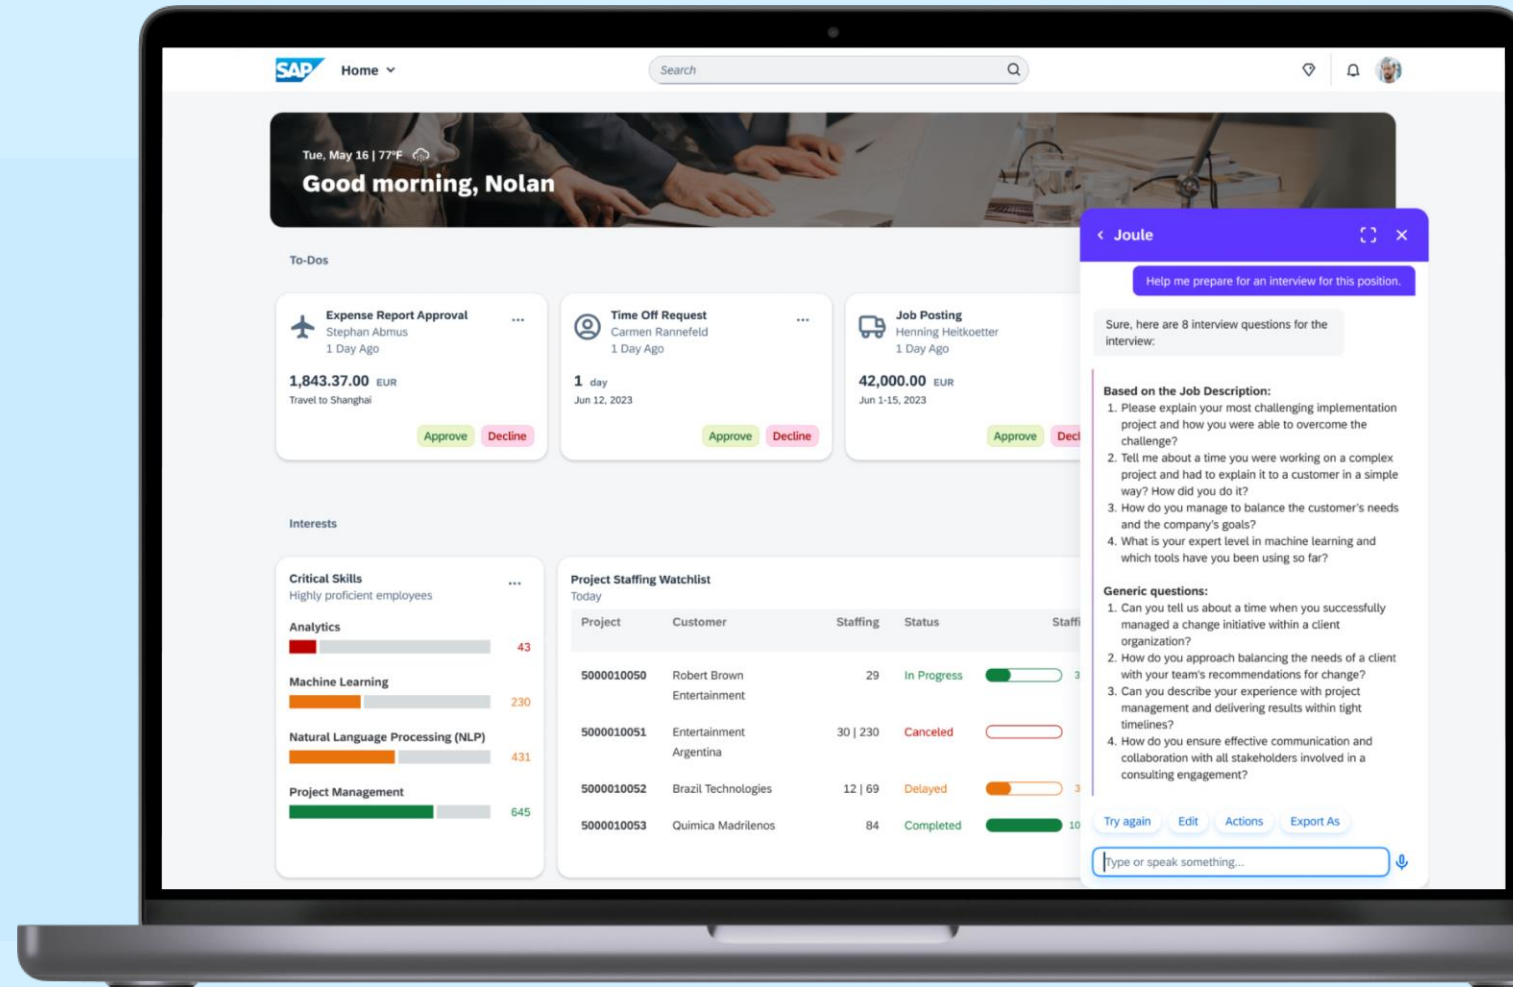 SAP Home
Search
Tue, May 16 | 77°F
Good morning, Nolan
To-Dos
Expense Report Approval
Stephan Abmus
1 Day Ago
1,843.37.00 EUR
Travel to Shanghai
Approve Decline
Time Off Request
Carmen Rannefeld
1 Day Ago
1 day
Jun 12, 2023
Approve Decline
Job Posting
Henning Heitkoetter
1 Day Ago
42,000.00 EUR
Jun 1-15, 2023
Approve Decl
Interests
Critical Skills
Highly proficient employees
Analytics
43
Machine Learning
230
Natural Language Processing (NLP)
431
Project Management
645
Project Staffing Watchlist
Today
Project Customer Staffing Status Staffi
5000010050 Robert Brown 29 In Progress 3
Entertainment
5000010051 Entertainment 30 | 230 Canceled
Argentina
5000010052 Brazil Technologies 12 | 69 Delayed 3
5000010053 Quimica Madrilenos 84 Completed 10
Joule
Help me prepare for an interview for this position.
Sure, here are 8 interview questions for the
interview:
Based on the Job Description:
1. Please explain your most challenging implementation
project and how you were able to overcome the
challenge?
2. Tell me about a time you were working on a complex
project and had to explain it to a customer in a simple
way? How did you do it?
3. How do you manage to balance the customer's needs
and the company's goals?
4. What is your expert level in machine learning and
which tools have you been using so far?
Generic questions:
1. Can you tell us about a time when you successfully
managed a change initiative within a client
organization?
2. How do you approach balancing the needs of a client
with your team's recommendations for change?
3. Can you describe your experience with project
management and delivering results within tight
timelines?
4. How do you ensure effective communication and
collaboration with all stakeholders involved in a
consulting engagement?
Try again Edit Actions Export As
Type or speak something...